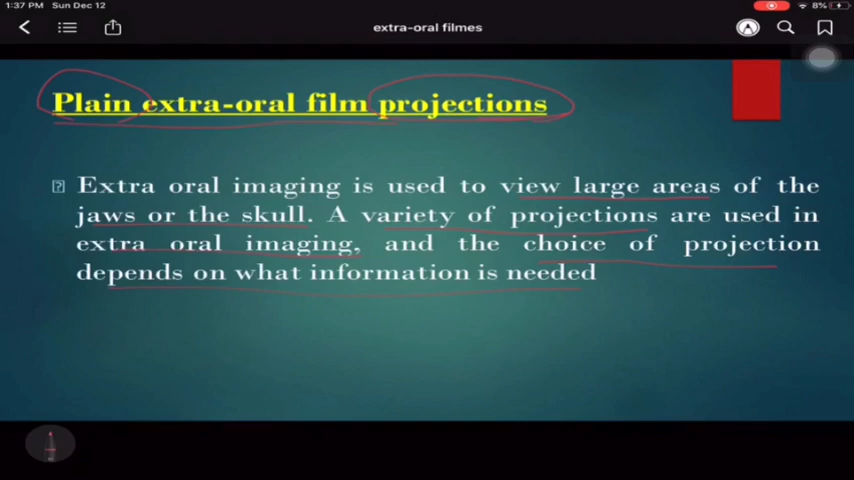 1:37 PM Sun Dec 12
8%
extra-oral filmes
Plain extra-oral film projections
Extra oral imaging is used to view large areas of the
jaws or the skull. A variety of projections are used in
extra oral imaging, and the choice of projection
depends on what information is needed